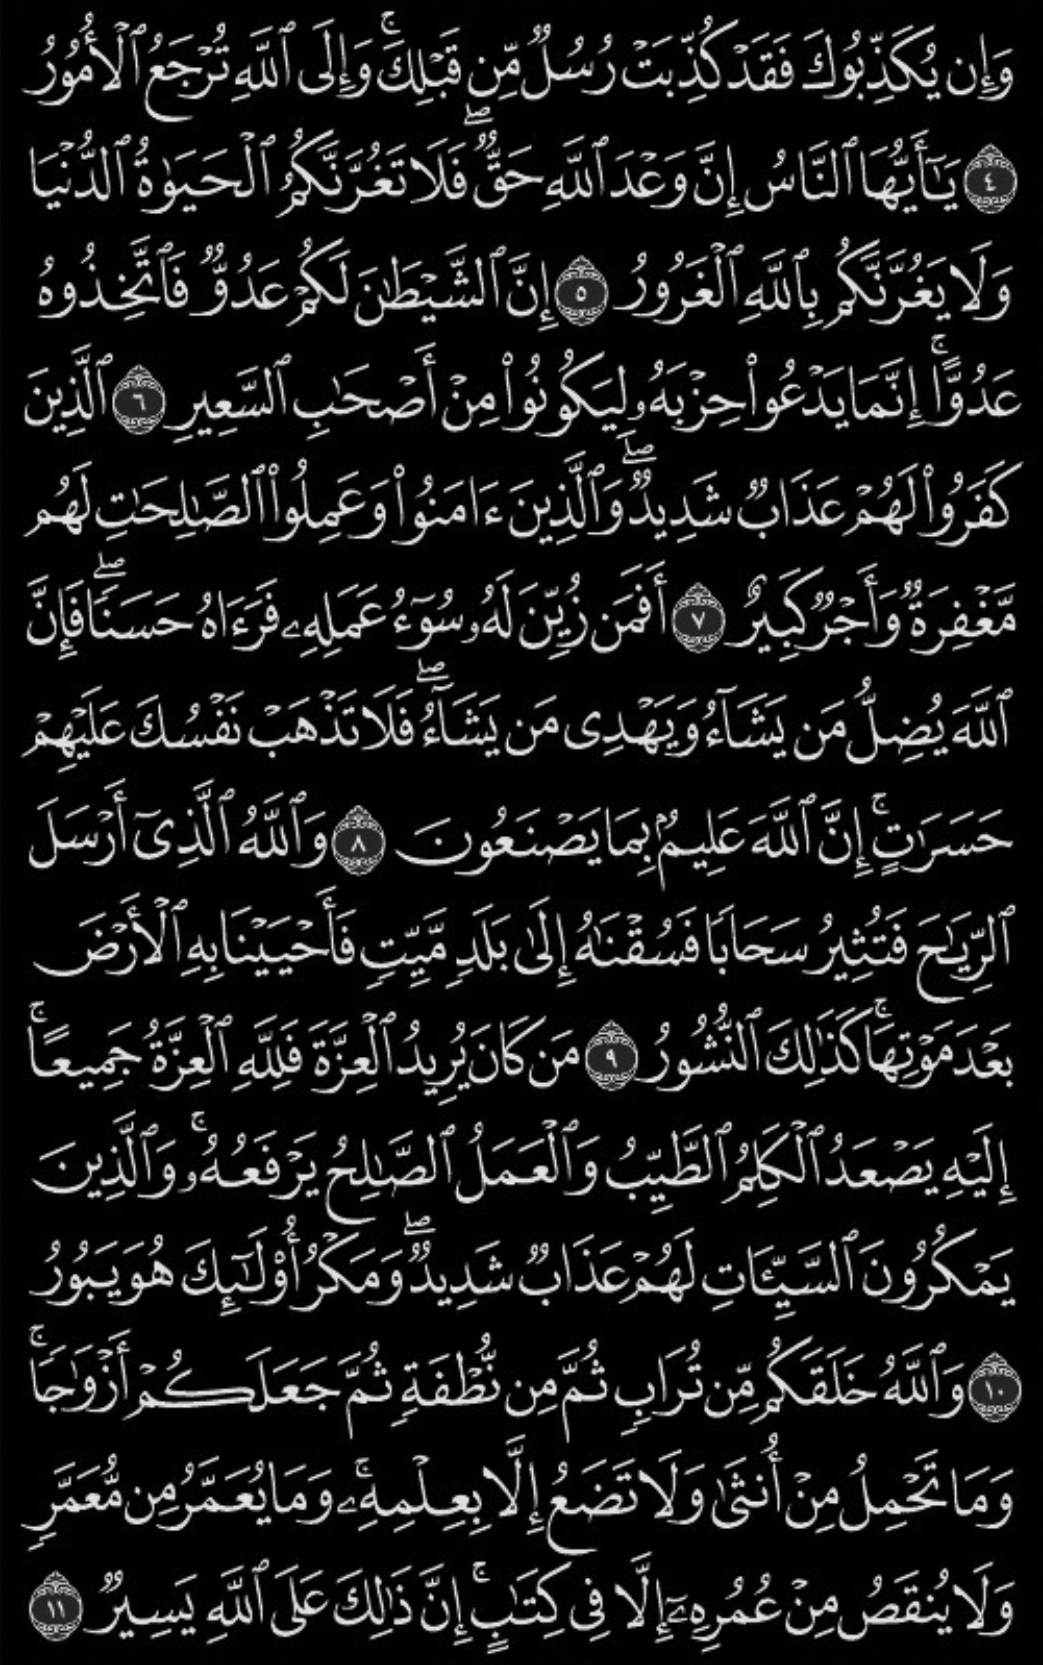 وَإِن يُكَذِّبُوكَ فَقَدْ كُذِّبَتْ رُسُلٌ مِّن قَبْلِكَ ۚ وَإِلَى ٱللَّهِ تُرْجَعُ ٱلْأُمُورُ
٤ يَـٰٓأَيُّهَا ٱلنَّاسُ إِنَّ وَعْدَ ٱللَّهِ حَقٌّ ۖ فَلَا تَغُرَّنَّكُمُ ٱلْحَيَوٰةُ ٱلدُّنْيَا
وَلَا يَغُرَّنَّكُم بِٱللَّهِ ٱلْغَرُورُ ٥ إِنَّ ٱلشَّيْطَـٰنَ لَكُمْ عَدُوٌّ فَٱتَّخِذُوهُ
عَدُوًّا ۚ إِنَّمَا يَدْعُوا۟ حِزْبَهُۥ لِيَكُونُوا۟ مِنْ أَصْحَـٰبِ ٱلسَّعِيرِ ٦ ٱلَّذِينَ
كَفَرُوا۟ لَهُمْ عَذَابٌ شَدِيدٌ ۖ وَٱلَّذِينَ ءَامَنُوا۟ وَعَمِلُوا۟ ٱلصَّـٰلِحَـٰتِ لَهُم
مَّغْفِرَةٌ وَأَجْرٌ كَبِيرٌ ٧ أَفَمَن زُيِّنَ لَهُۥ سُوٓءُ عَمَلِهِۦ فَرَءَاهُ حَسَنًا ۖ فَإِنَّ
ٱللَّهَ يُضِلُّ مَن يَشَآءُ وَيَهْدِى مَن يَشَآءُ ۖ فَلَا تَذْهَبْ نَفْسُكَ عَلَيْهِمْ
حَسَرَٰتٍ ۚ إِنَّ ٱللَّهَ عَلِيمٌۢ بِمَا يَصْنَعُونَ ٨ وَٱللَّهُ ٱلَّذِىٓ أَرْسَلَ
ٱلرِّيَـٰحَ فَتُثِيرُ سَحَابًا فَسُقْنَـٰهُ إِلَىٰ بَلَدٍ مَّيِّتٍ فَأَحْيَيْنَا بِهِ ٱلْأَرْضَ
بَعْدَ مَوْتِهَا ۚ كَذَٰلِكَ ٱلنُّشُورُ ٩ مَن كَانَ يُرِيدُ ٱلْعِزَّةَ فَلِلَّهِ ٱلْعِزَّةُ جَمِيعًا ۚ
إِلَيْهِ يَصْعَدُ ٱلْكَلِمُ ٱلطَّيِّبُ وَٱلْعَمَلُ ٱلصَّـٰلِحُ يَرْفَعُهُۥ ۚ وَٱلَّذِينَ
يَمْكُرُونَ ٱلسَّيِّـَٔاتِ لَهُمْ عَذَابٌ شَدِيدٌ ۖ وَمَكْرُ أُو۟لَـٰٓئِكَ هُوَ يَبُورُ
١٠ وَٱللَّهُ خَلَقَكُم مِّن تُرَابٍ ثُمَّ مِن نُّطْفَةٍ ثُمَّ جَعَلَكُمْ أَزْوَٰجًا ۚ
وَمَا تَحْمِلُ مِنْ أُنثَىٰ وَلَا تَضَعُ إِلَّا بِعِلْمِهِۦ ۚ وَمَا يُعَمَّرُ مِن مُّعَمَّرٍ
وَلَا يُنقَصُ مِنْ عُمُرِهِۦٓ إِلَّا فِى كِتَـٰبٍ ۚ إِنَّ ذَٰلِكَ عَلَى ٱللَّهِ يَسِيرٌ ١١